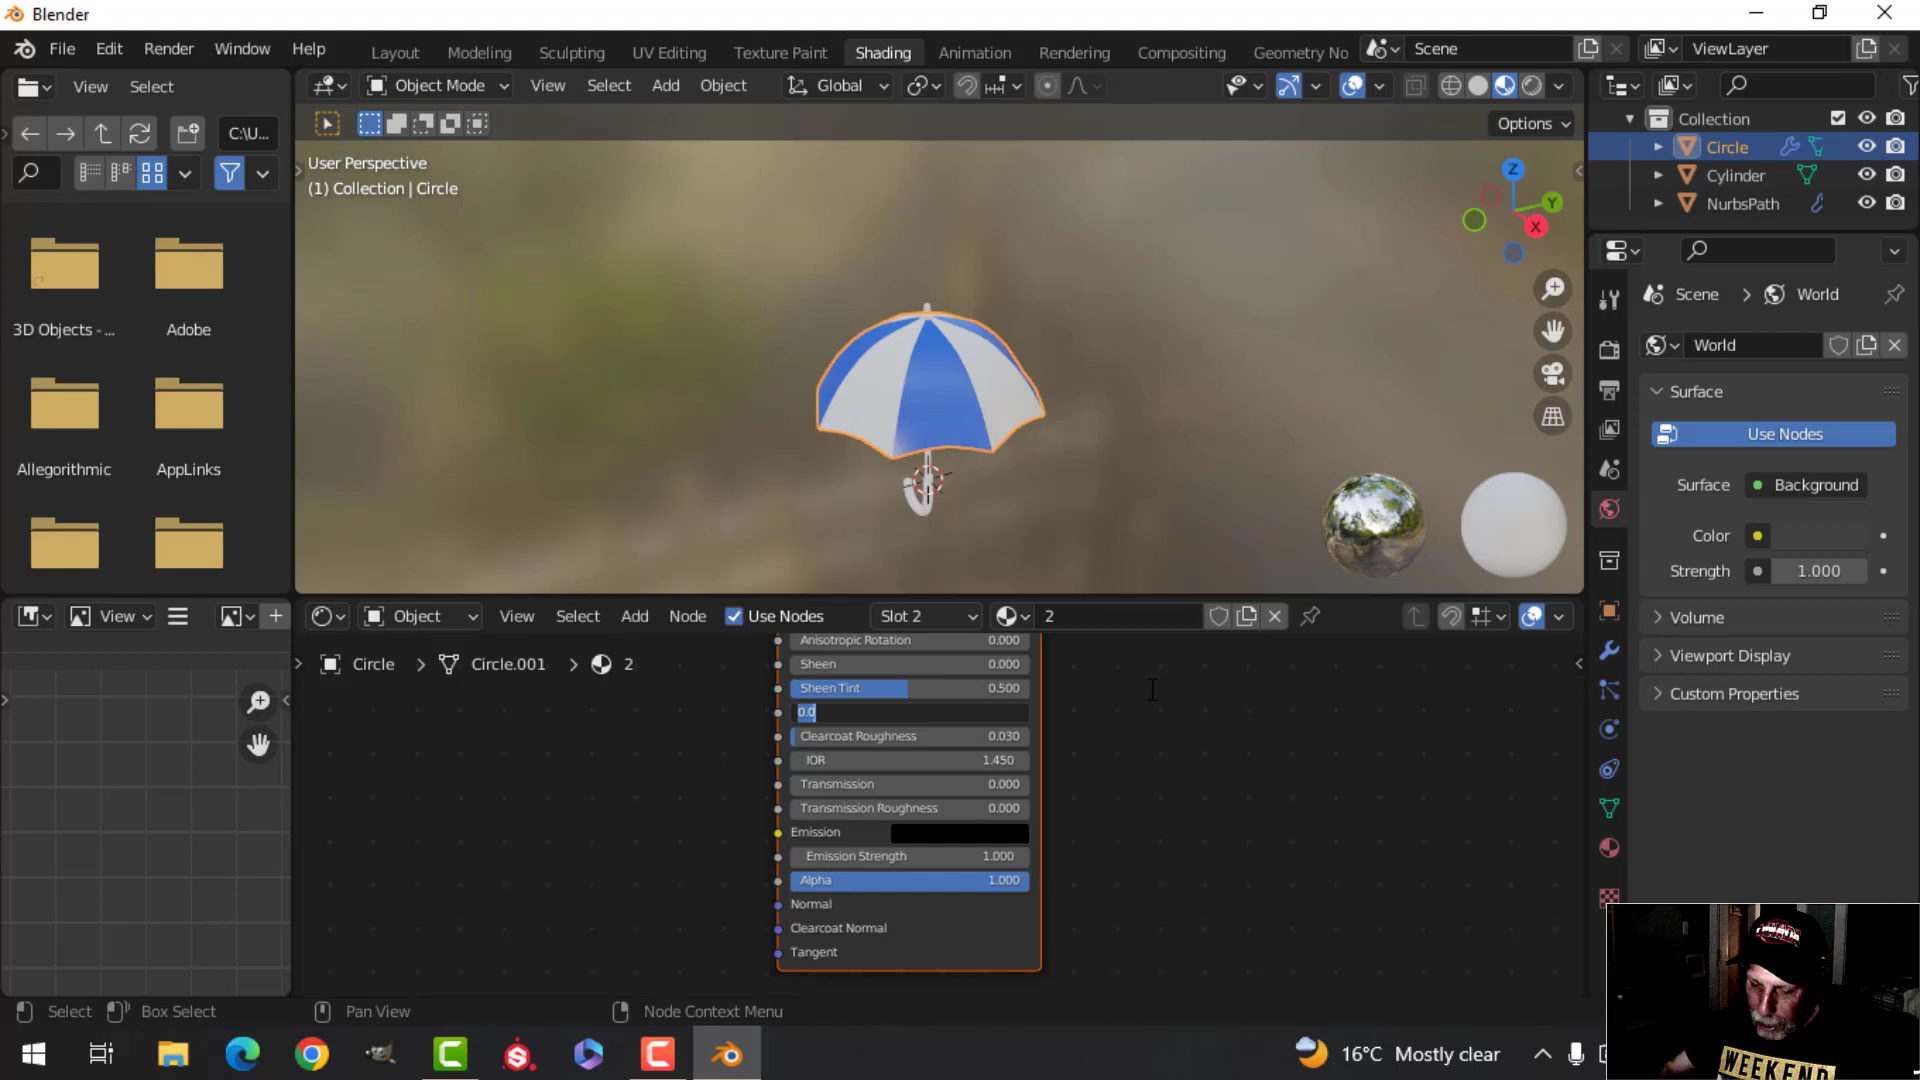 Blender
File Edit Render Window Help Layout Modeling Sculpting UV Editing Texture Paint Shading Animation Rendering Compositing Geometry No Scene ViewLayer
View Select Object Mode View Select Add Object Global
C:\U... Options
User Perspective
(1) Collection | Circle
Z
Y
X
3D Objects - ... Adobe
Allegorithmic AppLinks
Collection
Circle
Cylinder
NurbsPath
Scene > World
World
Surface
Use Nodes
Surface Background
Color
Strength 1.000
Volume
Viewport Display
Custom Properties
View Object View Select Add Node Use Nodes Slot 2 2
Circle > Circle.001 > 2
Anisotropic Rotation 0.000
Sheen 0.000
Sheen Tint 0.500
0.0
Clearcoat Roughness 0.030
IOR 1.450
Transmission 0.000
Transmission Roughness 0.000
Emission
Emission Strength 1.000
Alpha 1.000
Normal
Clearcoat Normal
Tangent
Select Box Select Pan View Node Context Menu
16°C Mostly clear
WEEKEND